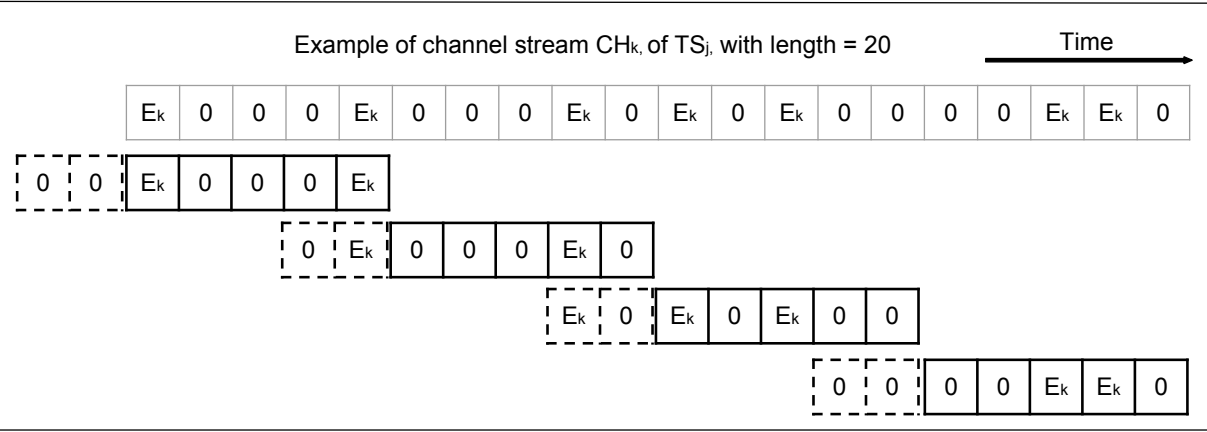 Example of channel stream CHk, of TSj, with length = 20 Time
Ek 0 0 0 Ek 0 0 0 Ek 0 Ek 0 Ek 0 0 0 0 Ek Ek 0
0 0 Ek 0 0 0 Ek
0 Ek 0 0 0 Ek 0
Ek 0 Ek 0 Ek 0 0
0 0 0 0 Ek Ek 0